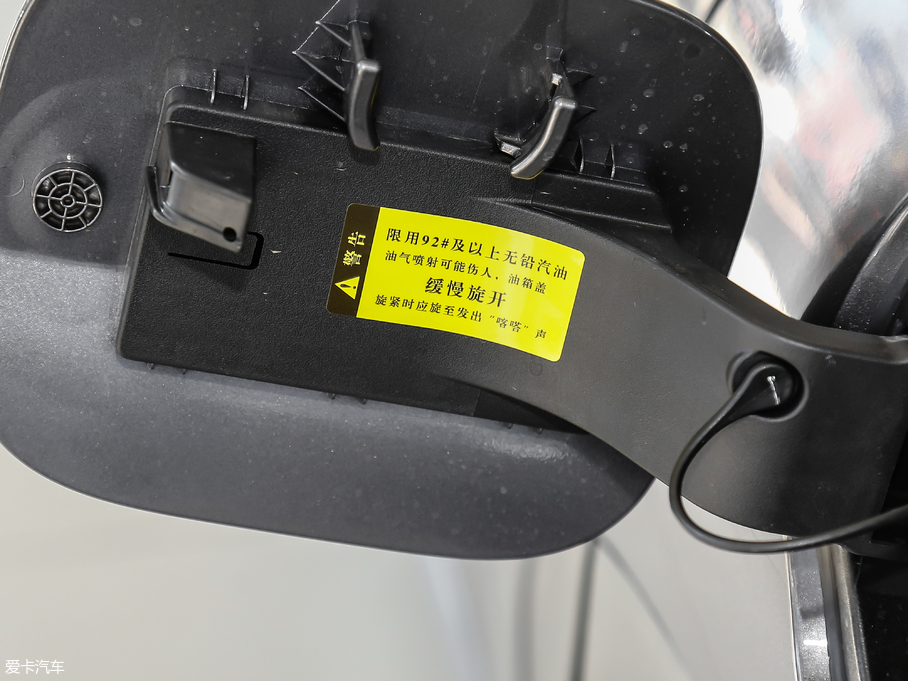 警告
限用92#及以上无铅汽油
油气喷射可能伤人，油箱盖
缓慢旋开
旋紧时应旋至发出“喀嗒”声
爱卡汽车